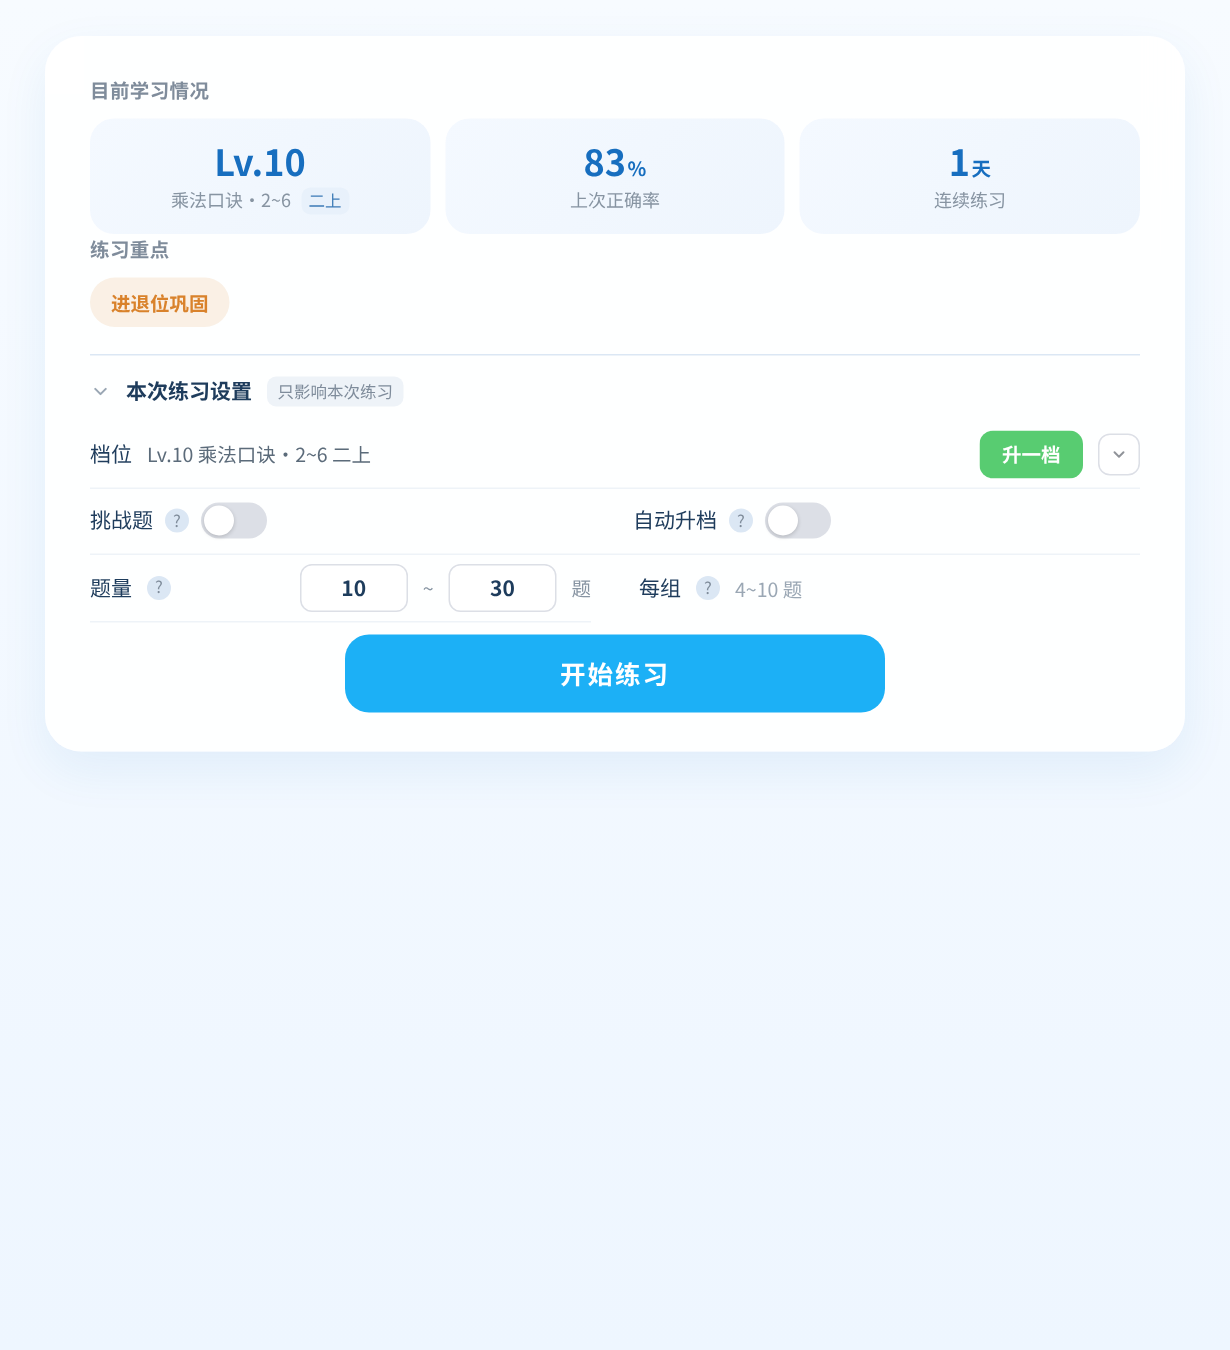 目前学习情况
Lv.10 83% 1天
乘法口诀·2~6 二上 上次正确率 连续练习
练习重点
进退位巩固
本次练习设置 只影响本次练习
档位 Lv.10 乘法口诀·2~6 二上 升一档
挑战题 ? 自动升档 ?
题量 ? 10 ~ 30 题 每组 ? 4~10 题
开始练习